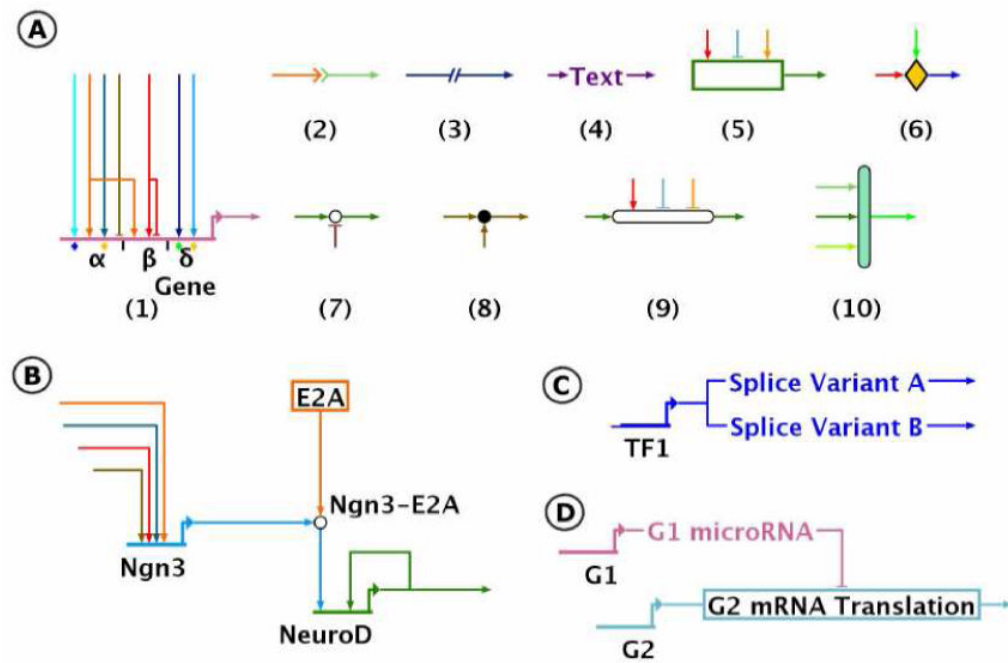 A
Text
(2) (3) (4) (5) (6)
α β δ
Gene
(1) (7) (8) (9) (10)
B
E2A
Ngn3-E2A
Ngn3
NeuroD
C
Splice Variant A
Splice Variant B
TF1
D
G1 microRNA
G1
G2 mRNA Translation
G2